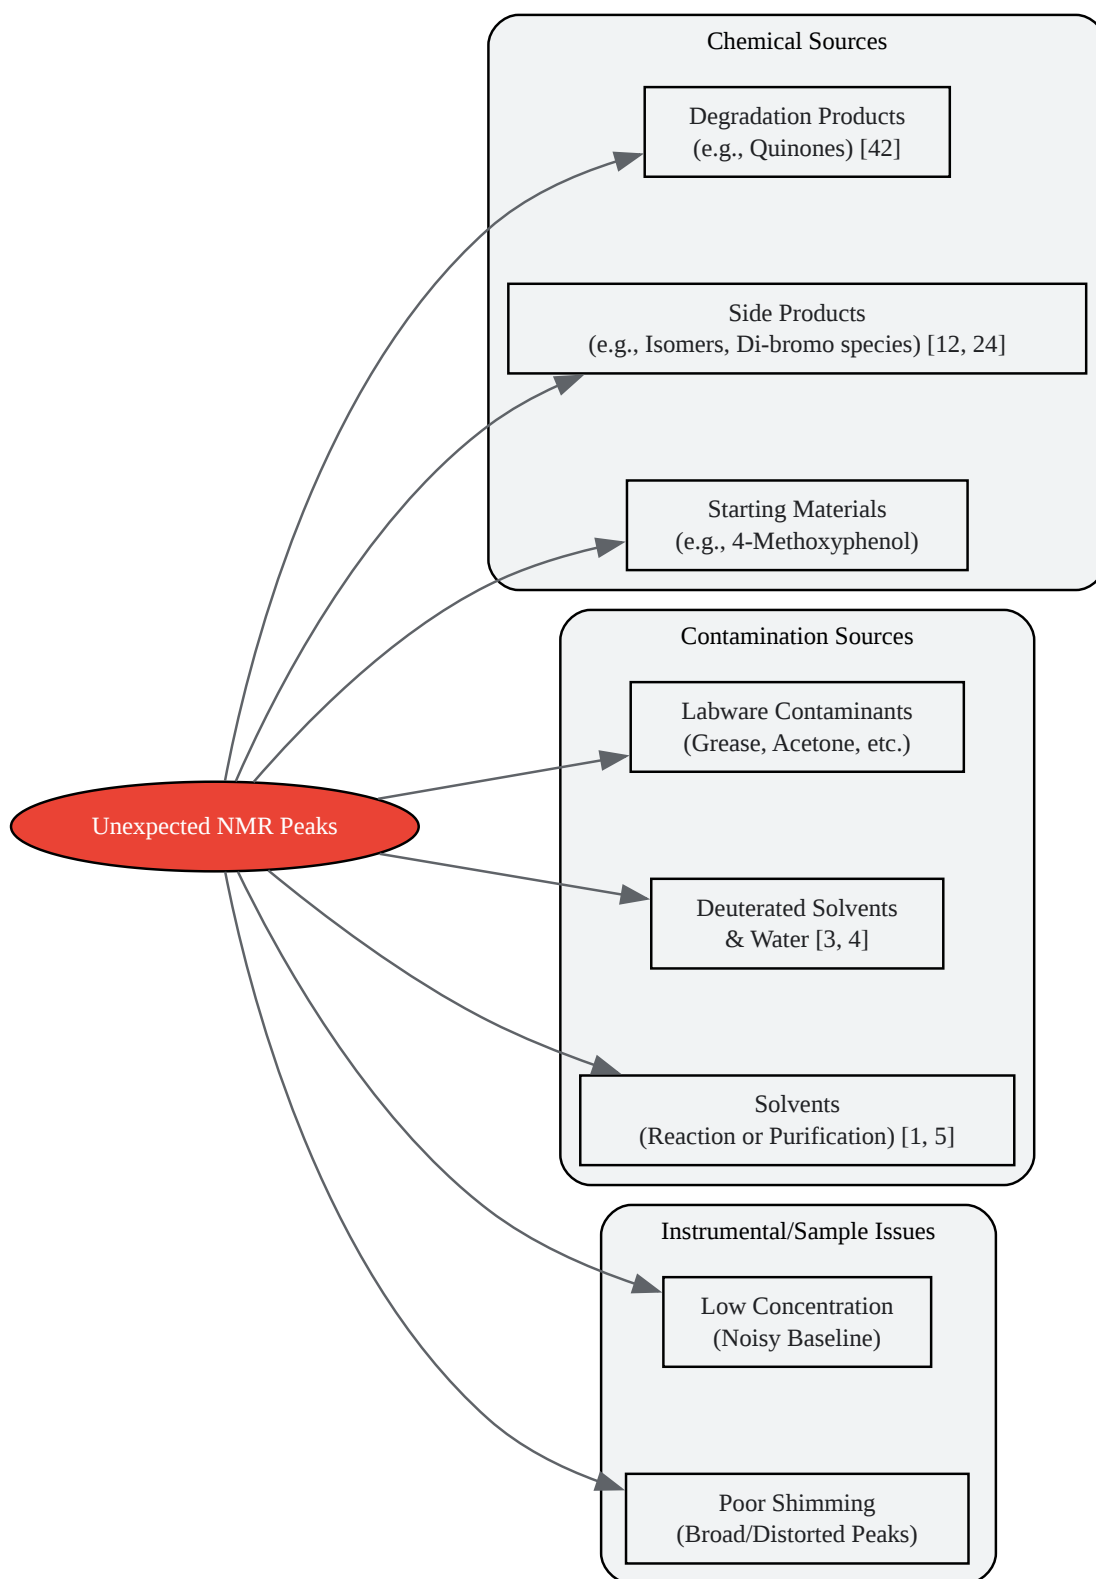 Chemical Sources
Degradation Products
(e.g., Quinones) [42]
Side Products
(e.g., Isomers, Di-bromo species) [12, 24]
Starting Materials
(e.g., 4-Methoxyphenol)
Contamination Sources
Labware Contaminants
(Grease, Acetone, etc.)
Unexpected NMR Peaks
Deuterated Solvents
& Water [3, 4]
Solvents
(Reaction or Purification) [1, 5]
Instrumental/Sample Issues
Low Concentration
(Noisy Baseline)
Poor Shimming
(Broad/Distorted Peaks)